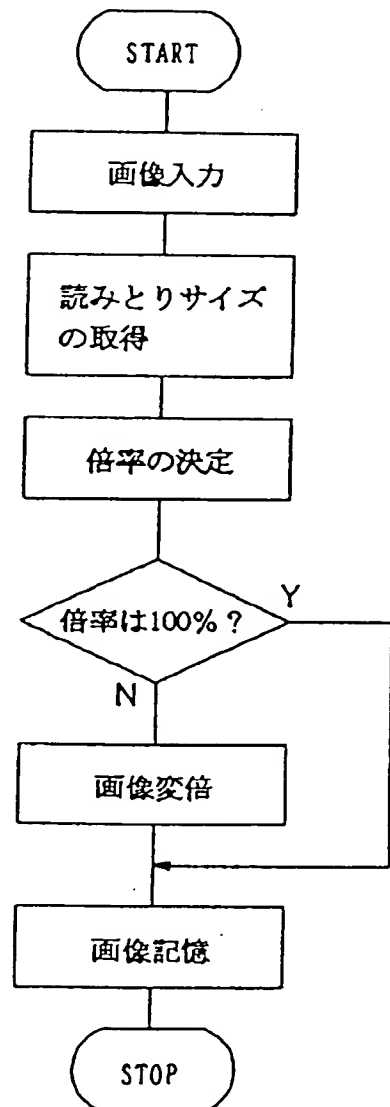 START
画像入力
読みとりサイズ
の取得
倍率の決定
倍率は100%?
Y
N
画像変倍
画像記憶
STOP